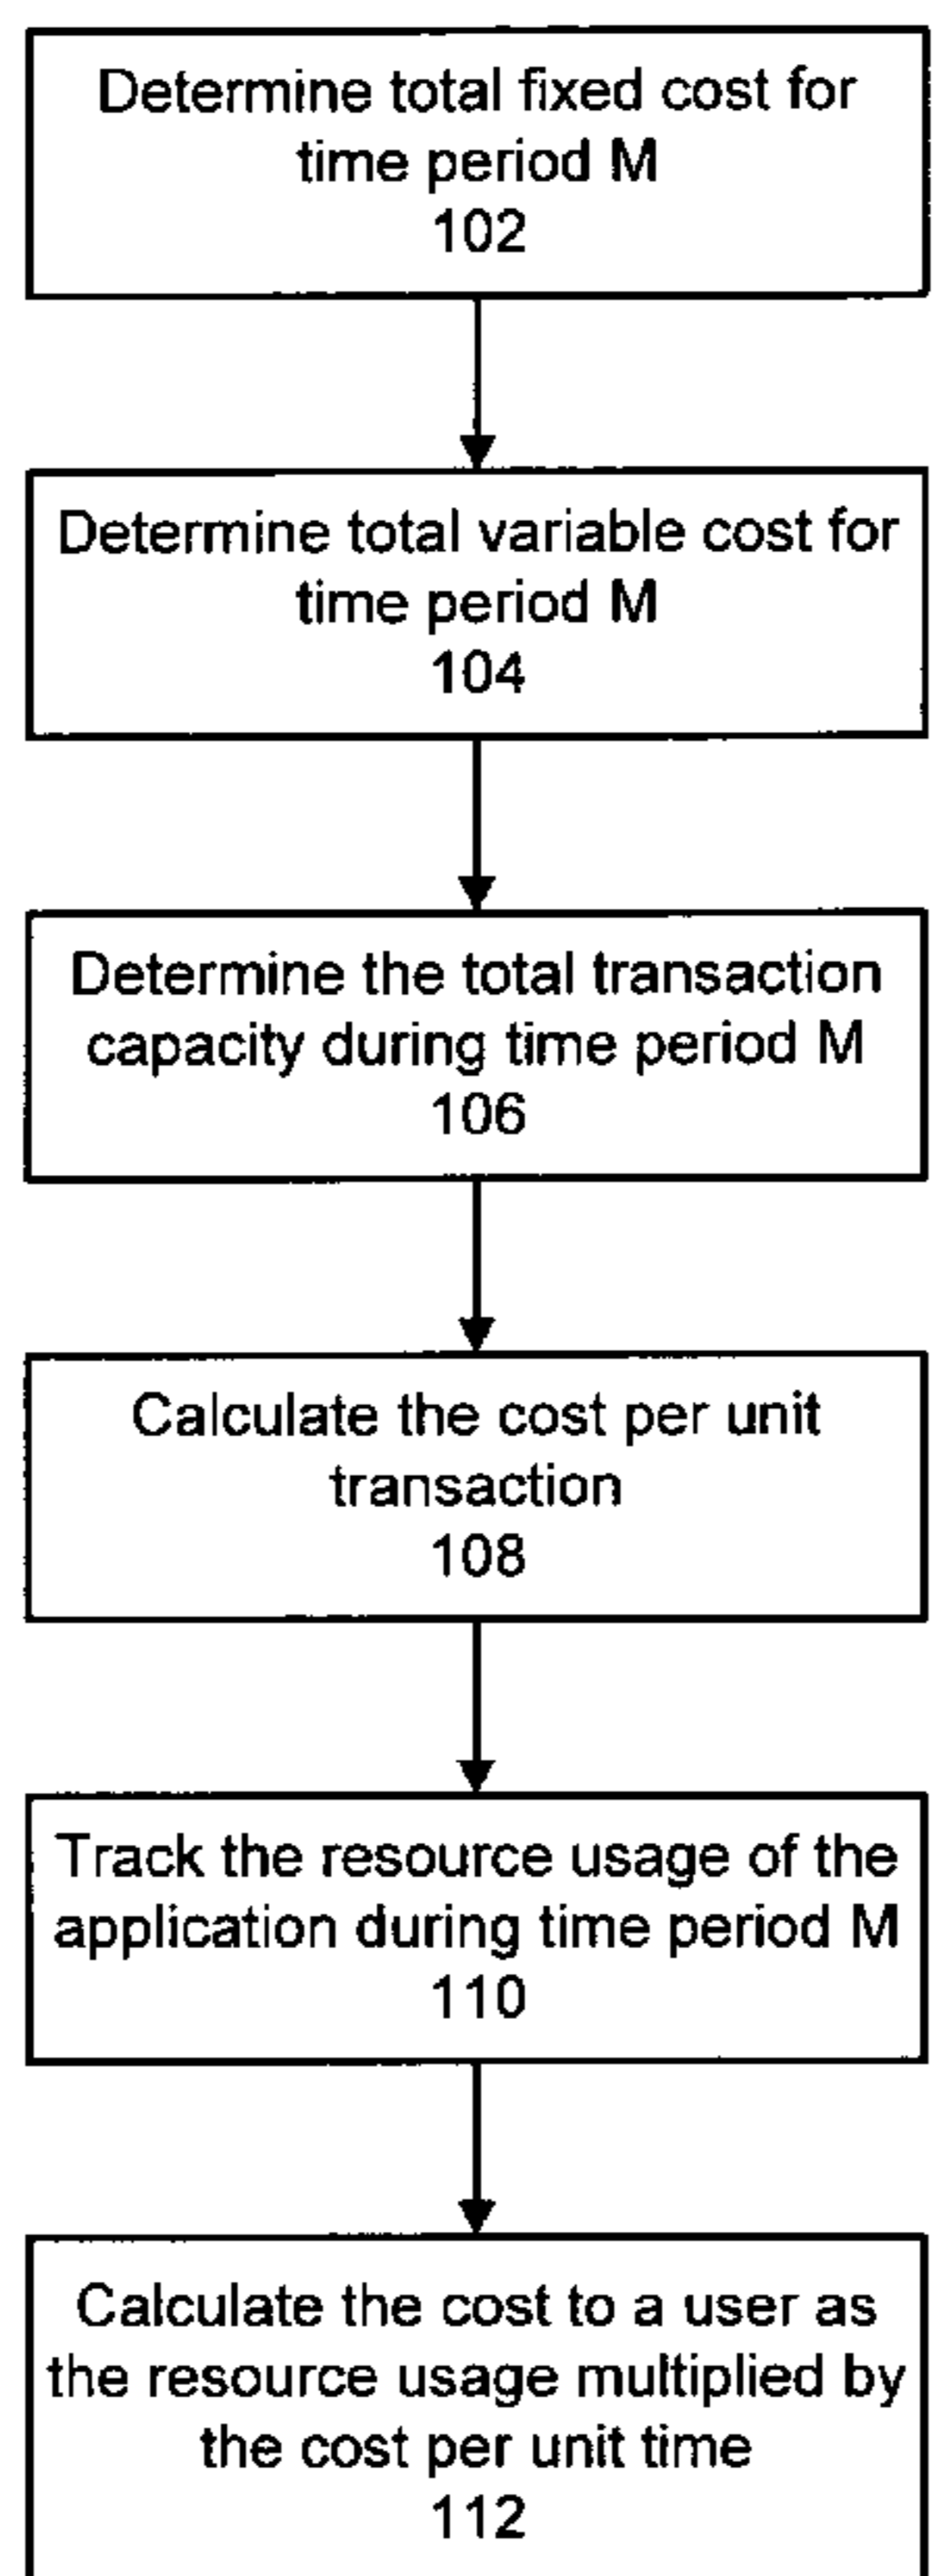 Determine total fixed cost for
time period M
102
Determine total variable cost for
time period M
104
Determine the total transaction
capacity during time period M
106
Calculate the cost per unit
transaction
108
Track the resource usage of the
application during time period M
110
Calculate the cost to a user as
the resource usage multiplied by
the cost per unit time
112